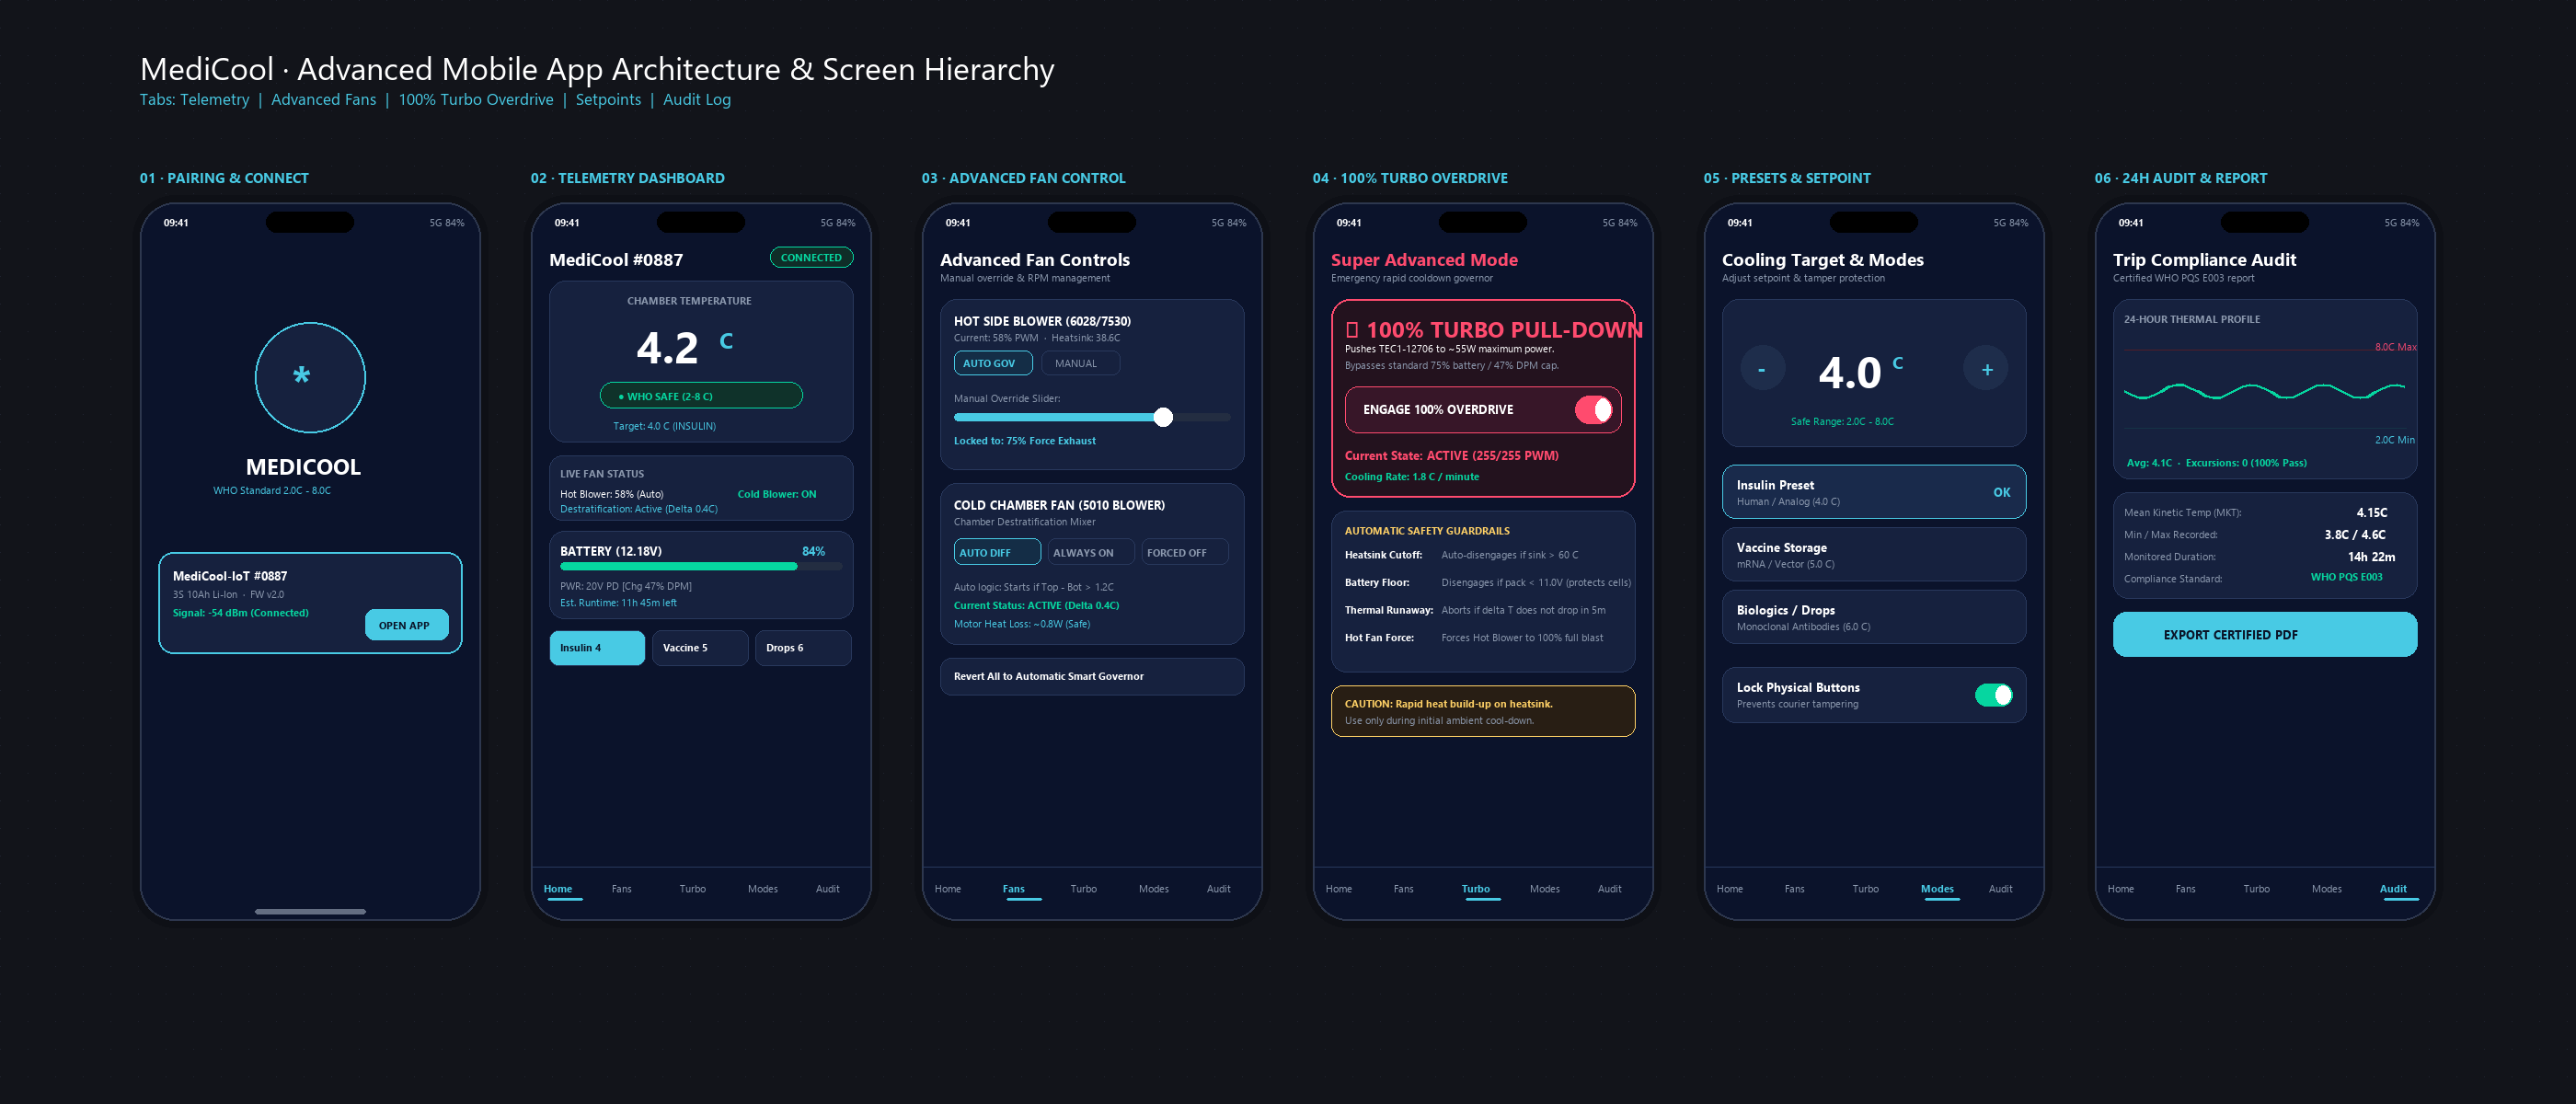 MediCool · Advanced Mobile App Architecture & Screen Hierarchy
Tabs: Telemetry | Advanced Fans | 100% Turbo Overdrive | Setpoints | Audit Log
01 · PAIRING & CONNECT
09:41
5G 84%
*
MEDICOOL
WHO Standard 2.0C - 8.0C
MediCool-IoT #0887
3S 10Ah Li-Ion · FW v2.0
Signal: -54 dBm (Connected)
OPEN APP
02 · TELEMETRY DASHBOARD
09:41
5G 84%
MediCool #0887
CONNECTED
CHAMBER TEMPERATURE
4.2 C
● WHO SAFE (2-8 C)
Target: 4.0 C (INSULIN)
LIVE FAN STATUS
Hot Blower: 58% (Auto)
Cold Blower: ON
Destratification: Active (Delta 0.4C)
BATTERY (12.18V)
84%
PWR: 20V PD [Chg 47% DPM]
Est. Runtime: 11h 45m left
Insulin 4
Vaccine 5
Drops 6
Home Fans Turbo Modes Audit
03 · ADVANCED FAN CONTROL
09:41
5G 84%
Advanced Fan Controls
Manual override & RPM management
HOT SIDE BLOWER (6028/7530)
Current: 58% PWM · Heatsink: 38.6C
AUTO GOV
MANUAL
Manual Override Slider:
Locked to: 75% Force Exhaust
COLD CHAMBER FAN (5010 BLOWER)
Chamber Destratification Mixer
AUTO DIFF
ALWAYS ON
FORCED OFF
Auto logic: Starts if Top - Bot > 1.2C
Current Status: ACTIVE (Delta 0.4C)
Motor Heat Loss: ~0.8W (Safe)
Revert All to Automatic Smart Governor
Home Fans Turbo Modes Audit
04 · 100% TURBO OVERDRIVE
09:41
5G 84%
Super Advanced Mode
Emergency rapid cooldown governor
100% TURBO PULL-DOWN
Pushes TEC1-12706 to ~55W maximum power.
Bypasses standard 75% battery / 47% DPM cap.
ENGAGE 100% OVERDRIVE
Current State: ACTIVE (255/255 PWM)
Cooling Rate: 1.8 C / minute
AUTOMATIC SAFETY GUARDRAILS
Heatsink Cutoff: Auto-disengages if sink > 60 C
Battery Floor: Disengages if pack < 11.0V (protects cells)
Thermal Runaway: Aborts if delta T does not drop in 5m
Hot Fan Force: Forces Hot Blower to 100% full blast
CAUTION: Rapid heat build-up on heatsink.
Use only during initial ambient cool-down.
Home Fans Turbo Modes Audit
05 · PRESETS & SETPOINT
09:41
5G 84%
Cooling Target & Modes
Adjust setpoint & tamper protection
- 4.0 C +
Safe Range: 2.0C - 8.0C
Insulin Preset
Human / Analog (4.0 C)
OK
Vaccine Storage
mRNA / Vector (5.0 C)
Biologics / Drops
Monoclonal Antibodies (6.0 C)
Lock Physical Buttons
Prevents courier tampering
Home Fans Turbo Modes Audit
06 · 24H AUDIT & REPORT
09:41
5G 84%
Trip Compliance Audit
Certified WHO PQS E003 report
24-HOUR THERMAL PROFILE
8.0C Max
2.0C Min
Avg: 4.1C · Excursions: 0 (100% Pass)
Mean Kinetic Temp (MKT): 4.15C
Min / Max Recorded: 3.8C / 4.6C
Monitored Duration: 14h 22m
Compliance Standard: WHO PQS E003
EXPORT CERTIFIED PDF
Home Fans Turbo Modes Audit